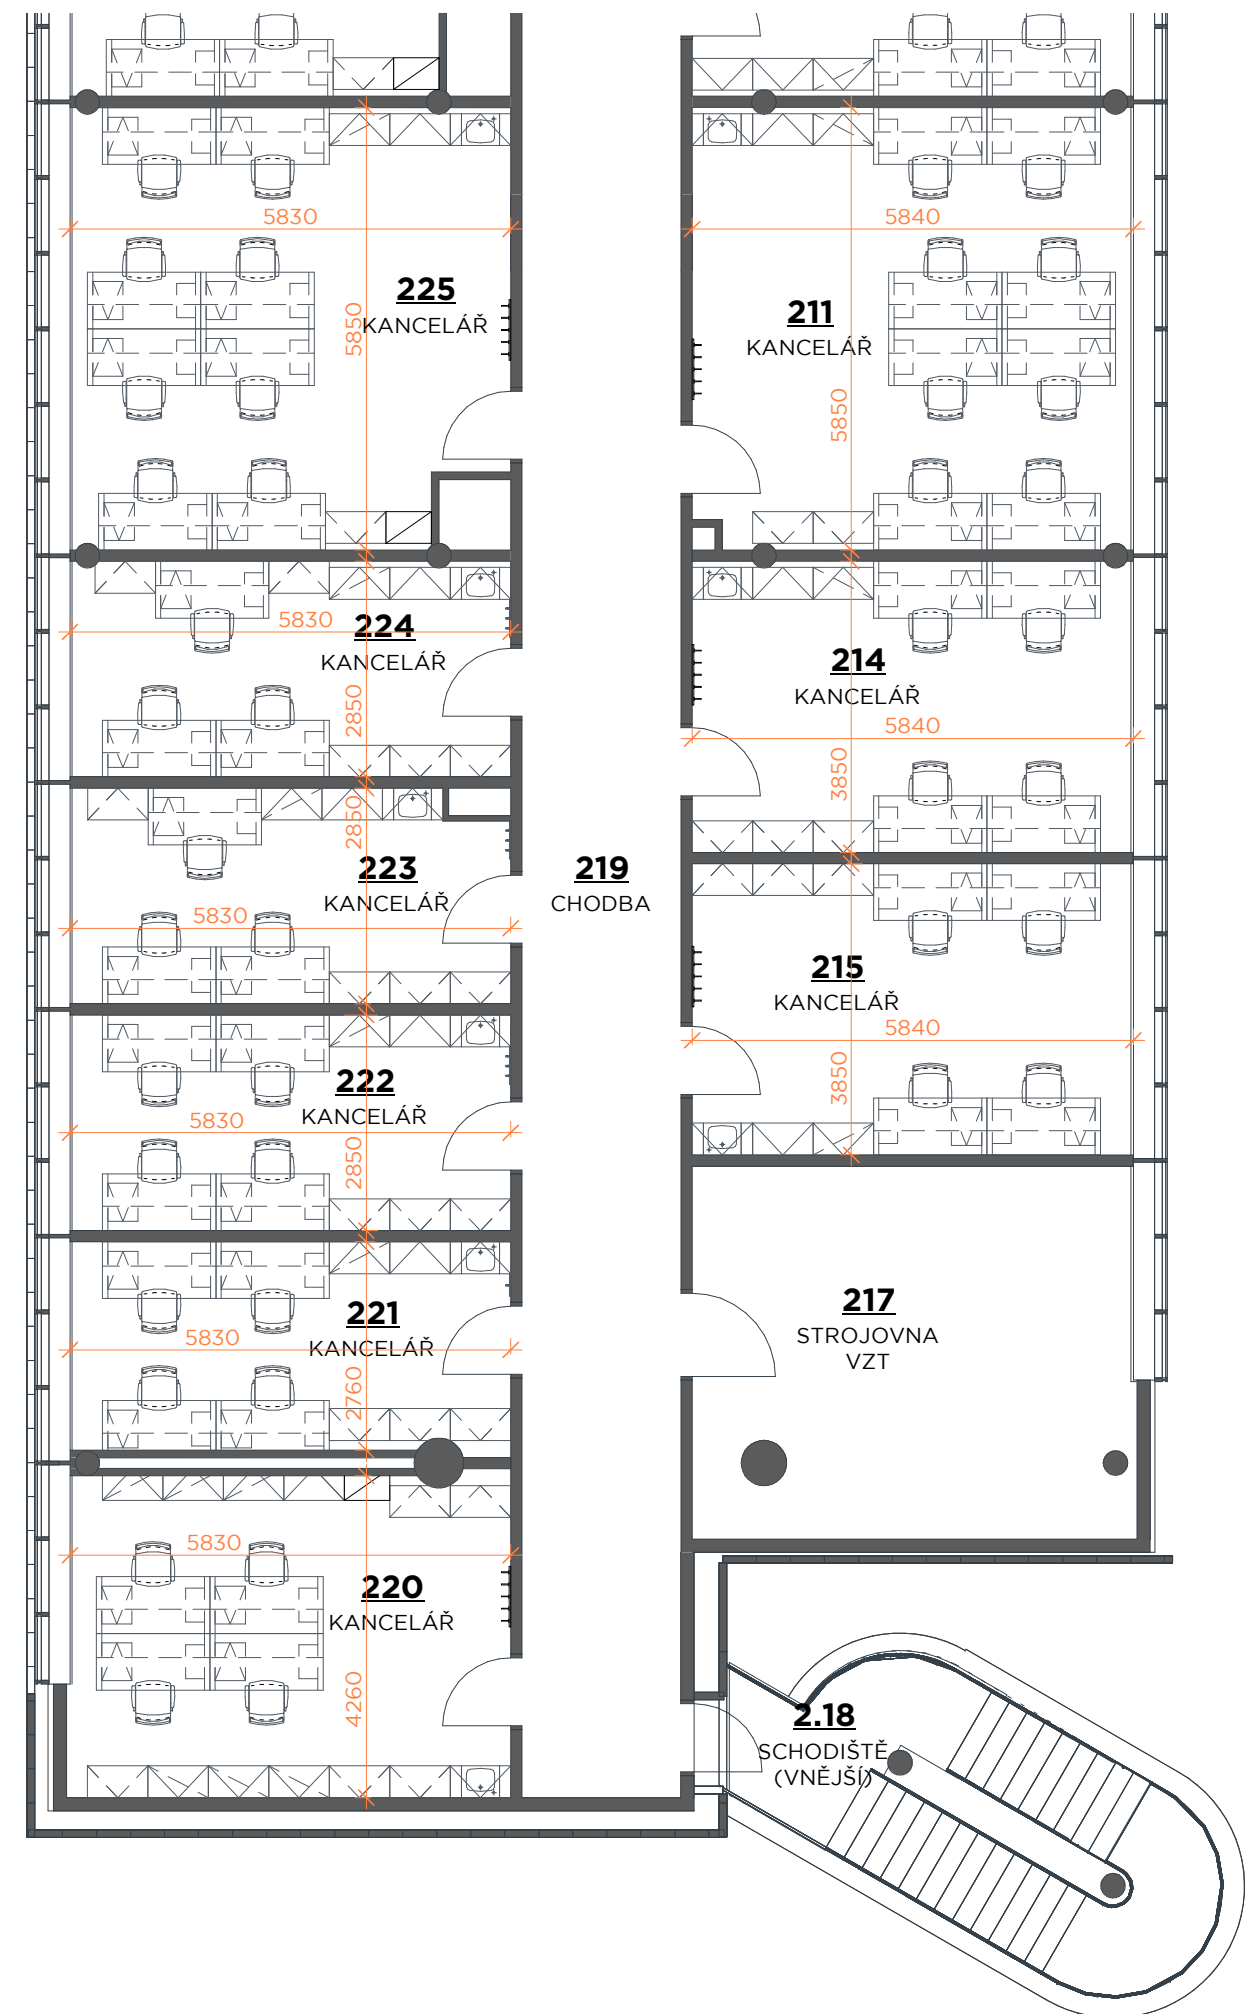 5830
5840
225
KANCELÁŘ
5850
211
KANCELÁŘ
5850
5830
224
KANCELÁŘ
2850
214
KANCELÁŘ
5840
3850
2850
223
KANCELÁŘ
5830
219
CHODBA
215
KANCELÁŘ
5840
3850
222
KANCELÁŘ
5830
2850
221
KANCELÁŘ
5830
2760
217
STROJOVNA
VZT
5830
220
KANCELÁŘ
4260
2.18
SCHODIŠTĚ
(VNĚJŠÍ)